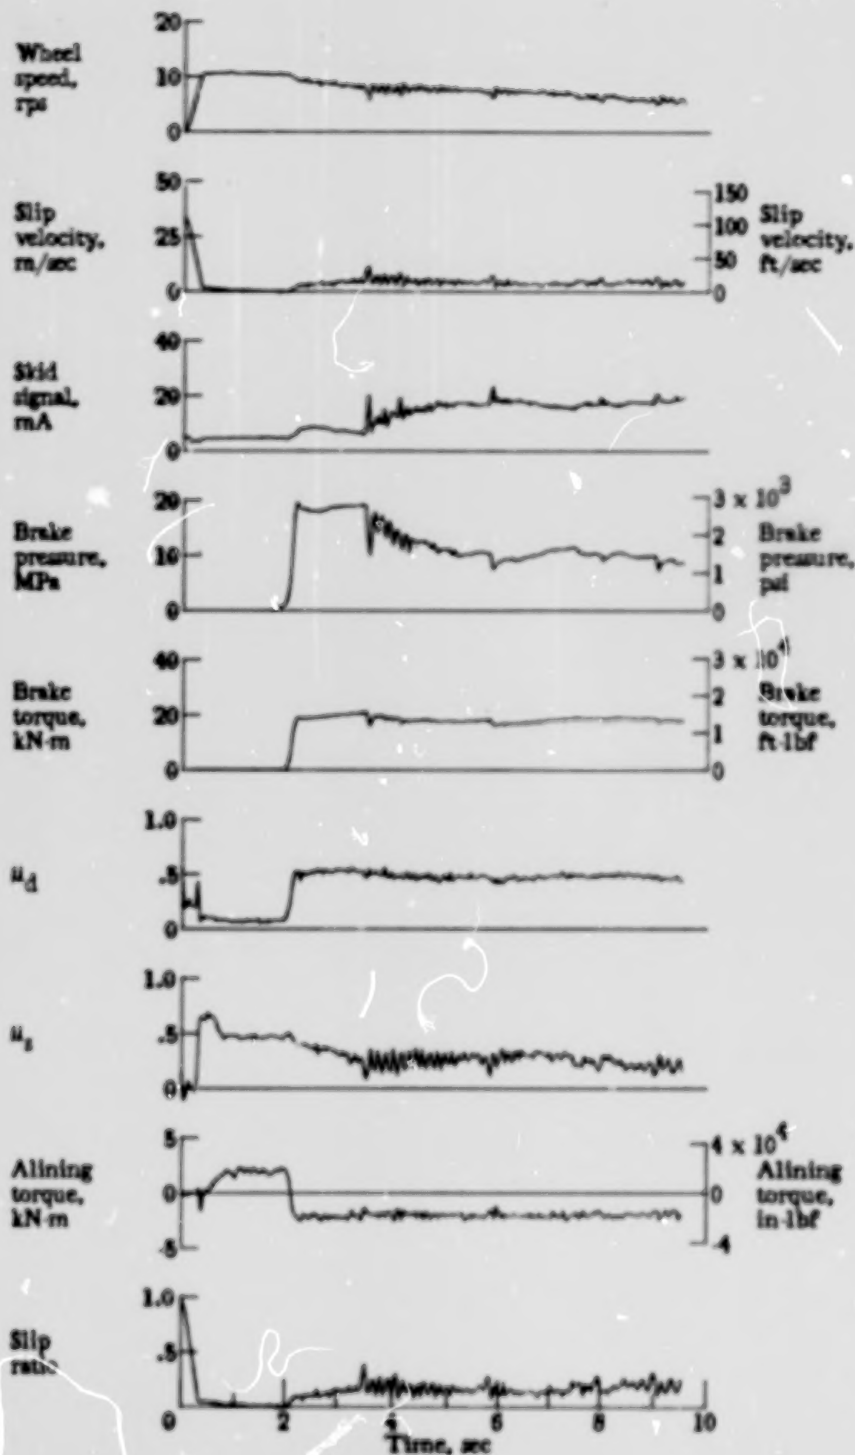 20
Wheel
speed,
rps
10
0
50
Slip
velocity,
m/sec
25
0
150
100
50
0
Slip
velocity,
ft/sec
40
Skid
signal,
mA
20
0
20
Brake
pressure,
MPa
10
0
3 x 10³
2
1
0
Brake
pressure,
psi
40
Brake
torque,
kN-m
20
0
3 x 10⁴
2
1
0
Brake
torque,
ft-lbf
1.0
μd
.5
0
1.0
μs
.5
0
5
Alining
torque,
kN-m
0
-5
4 x 10⁴
0
-4
Alining
torque,
in-lbf
1.0
Slip
ratio
.5
0 2 4 6 8 10
Time, sec